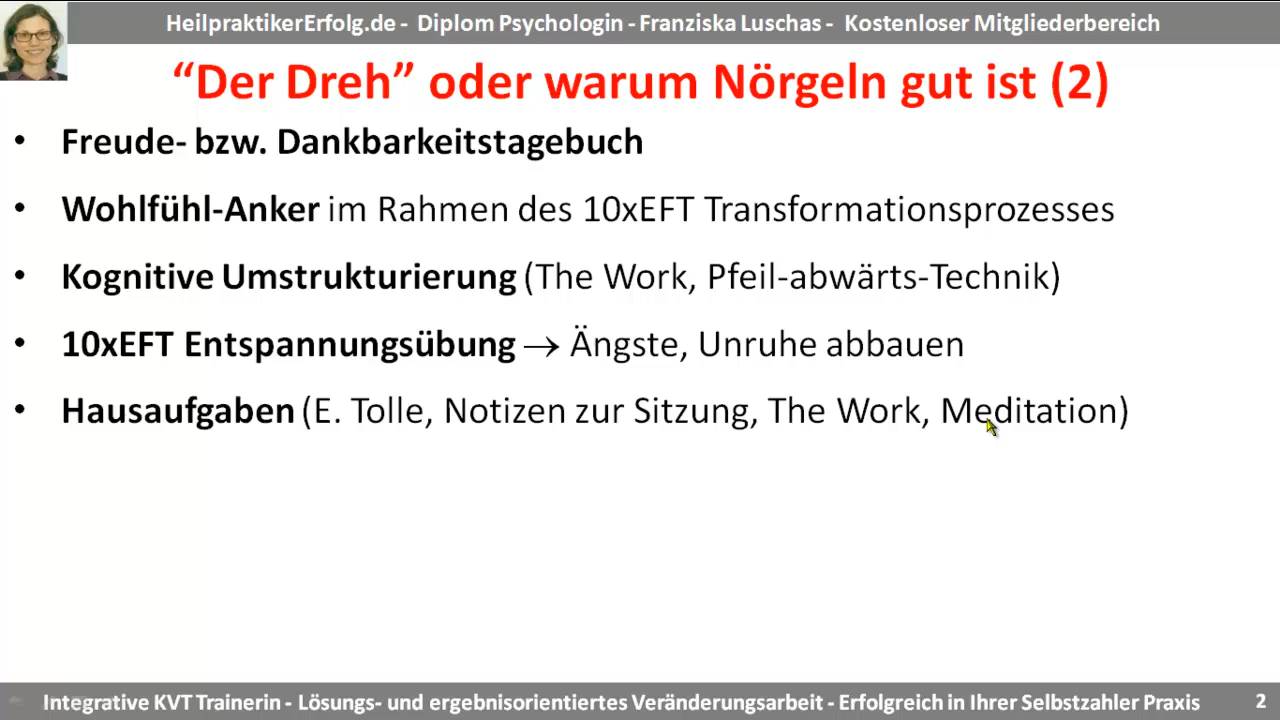 HeilpraktikerErfolg.de - Diplom Psychologin - Franziska Luschas - Kostenloser Mitgliederbereich
“Der Dreh” oder warum Nörgeln gut ist (2)
• Freude- bzw. Dankbarkeitstagebuch
• Wohlfühl-Anker im Rahmen des 10xEFT Transformationsprozesses
• Kognitive Umstrukturierung (The Work, Pfeil-abwärts-Technik)
• 10xEFT Entspannungsübung → Ängste, Unruhe abbauen
• Hausaufgaben (E. Tolle, Notizen zur Sitzung, The Work, Meditation)
Integrative KVT Trainerin - Lösungs- und ergebnisorientiertes Veränderungsarbeit - Erfolgreich in Ihrer Selbstzahler Praxis 2